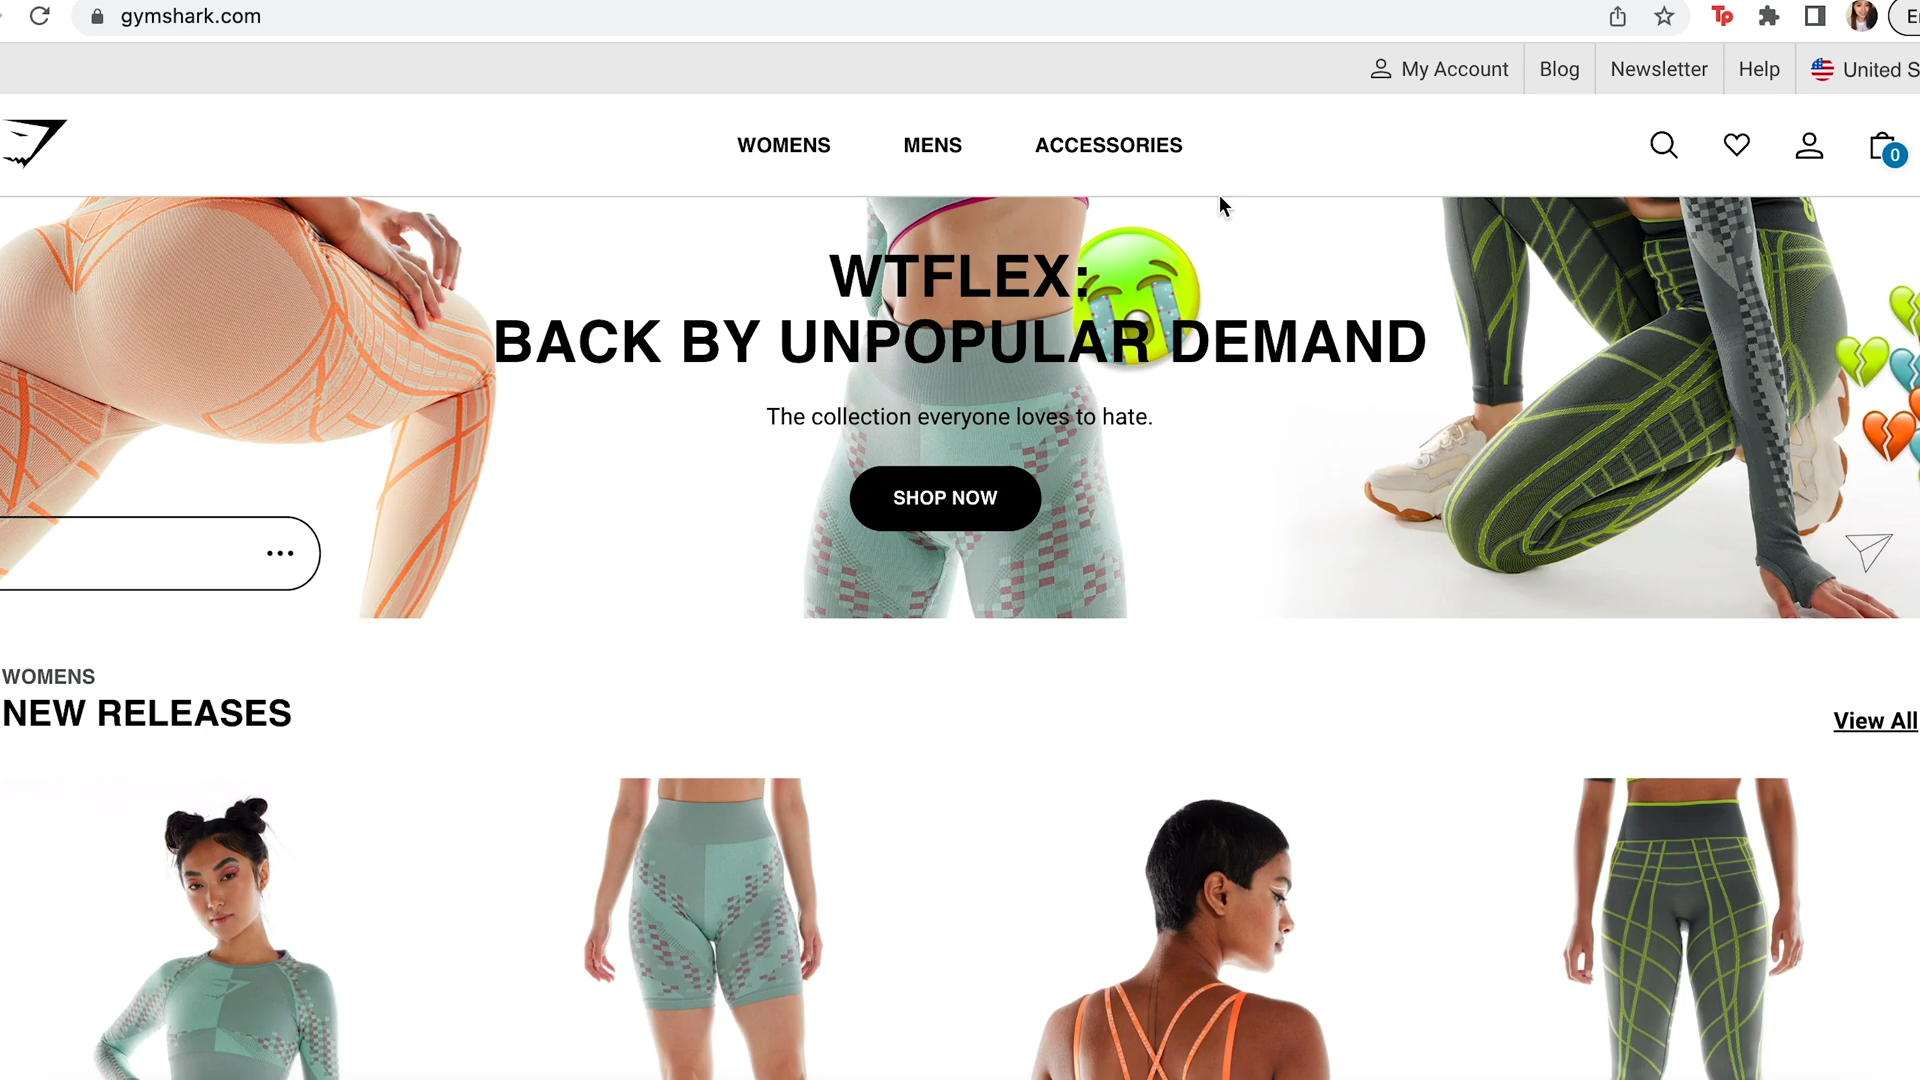 gymshark.com
Tp
My Account
Blog
Newsletter
Help
United S
WOMENS
MENS
ACCESSORIES
0
WTFLEX:
BACK BY UNPOPULAR DEMAND
The collection everyone loves to hate.
SHOP NOW
WOMENS
NEW RELEASES
View All